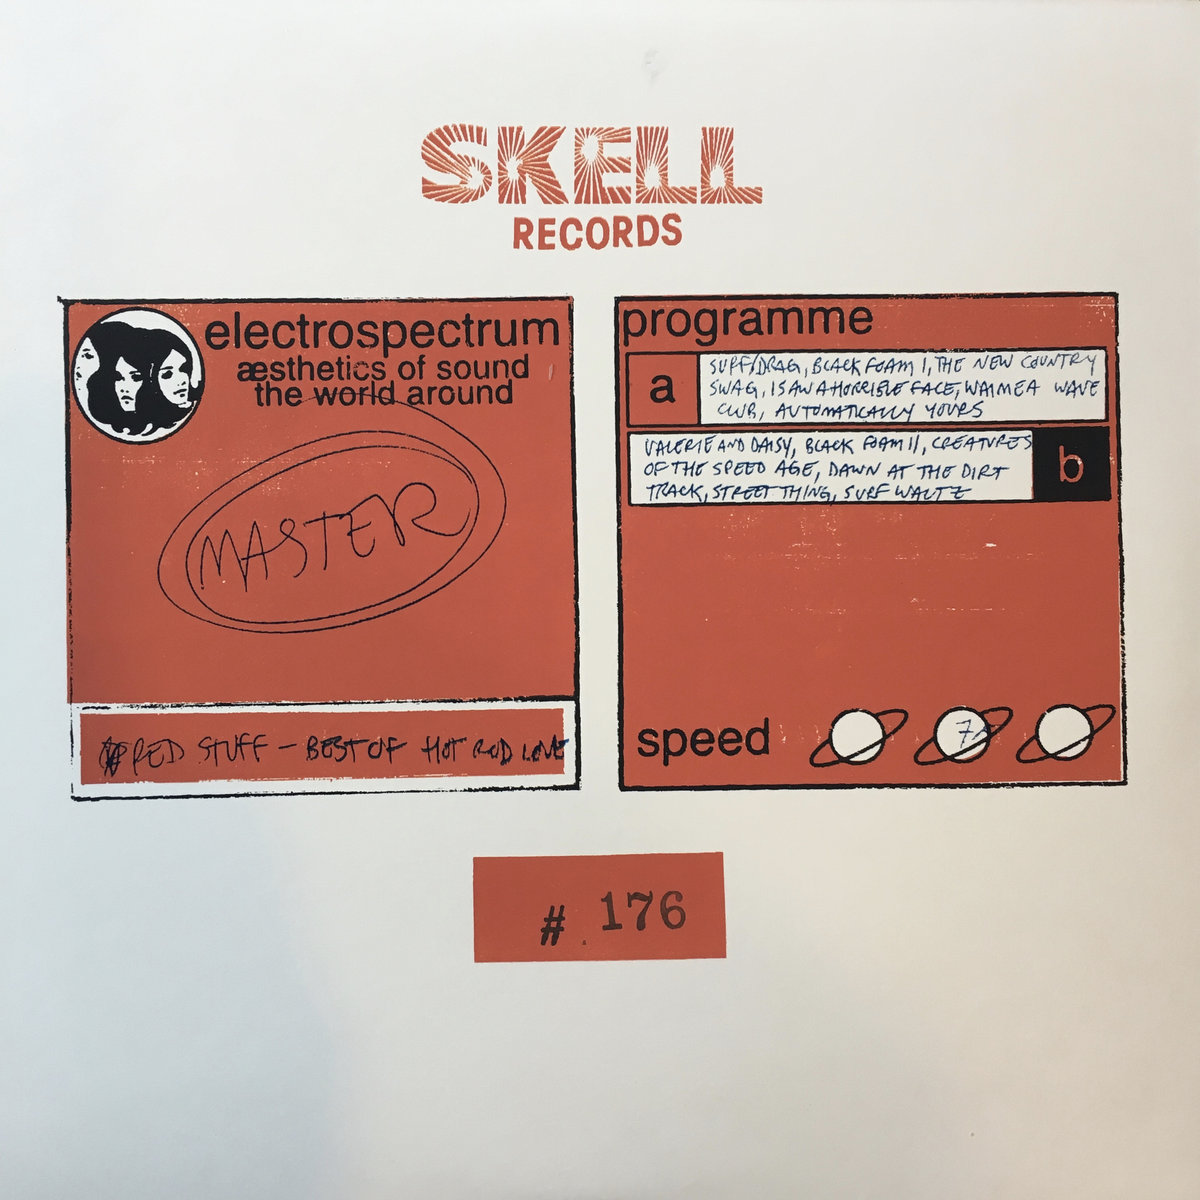 SKELL
RECORDS
electrospectrum
æsthetics of sound
the world around
MASTER
RED STUFF – BEST OF HOT ROD LOVE
programme
a
SURF/DRAG, BLACK FOAM I, THE NEW COUNTRY
SWAG, I SAW A HORRIBLE FACE, WAIMEA WAVE
CLUB, AUTOMATICALLY YOURS
VALERIE AND DAISY, BLACK FOAM II, CREATURES
OF THE SPEED AGE, DAWN AT THE DIRT
TRACK, STREET THING, SURF WALTZ
b
speed
# 176